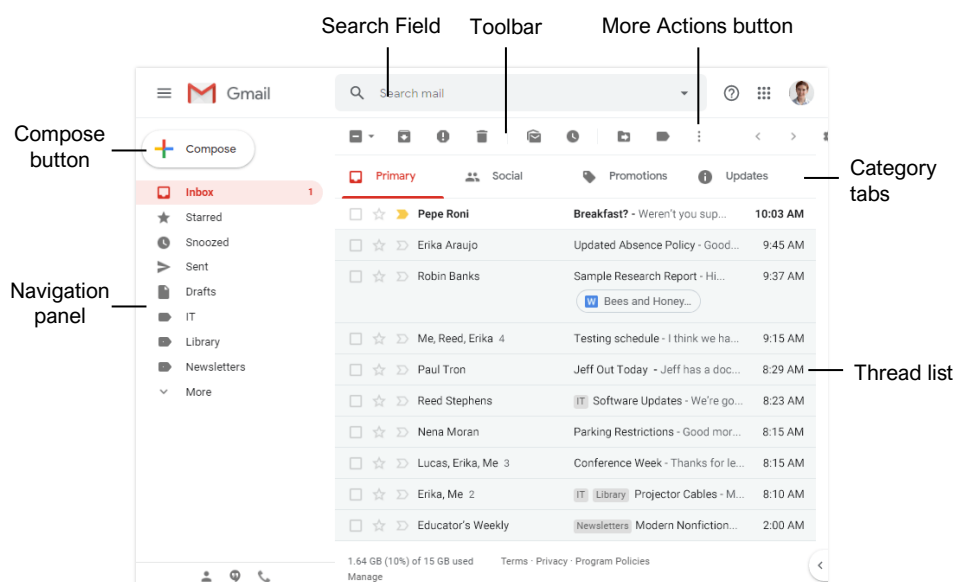 Search Field Toolbar More Actions button
Gmail Search mail
Compose button
Compose
Category tabs
Primary Social Promotions Updates
Inbox 1
Starred
Snoozed
Sent
Drafts
IT
Library
Newsletters
More
Navigation panel
Pepe Roni Breakfast? - Weren't you sup... 10:03 AM
Erika Araujo Updated Absence Policy - Good... 9:45 AM
Robin Banks Sample Research Report - Hi... 9:37 AM
W Bees and Honey...
Me, Reed, Erika 4 Testing schedule - I think we ha... 9:15 AM
Paul Tron Jeff Out Today - Jeff has a doc... 8:29 AM
Thread list
Reed Stephens IT Software Updates - We're go... 8:23 AM
Nena Moran Parking Restrictions - Good mor... 8:15 AM
Lucas, Erika, Me 3 Conference Week - Thanks for le... 8:15 AM
Erika, Me 2 IT Library Projector Cables - M... 8:10 AM
Educator's Weekly Newsletters Modern Nonfiction... 2:00 AM
1.64 GB (10%) of 15 GB used Terms · Privacy · Program Policies
Manage